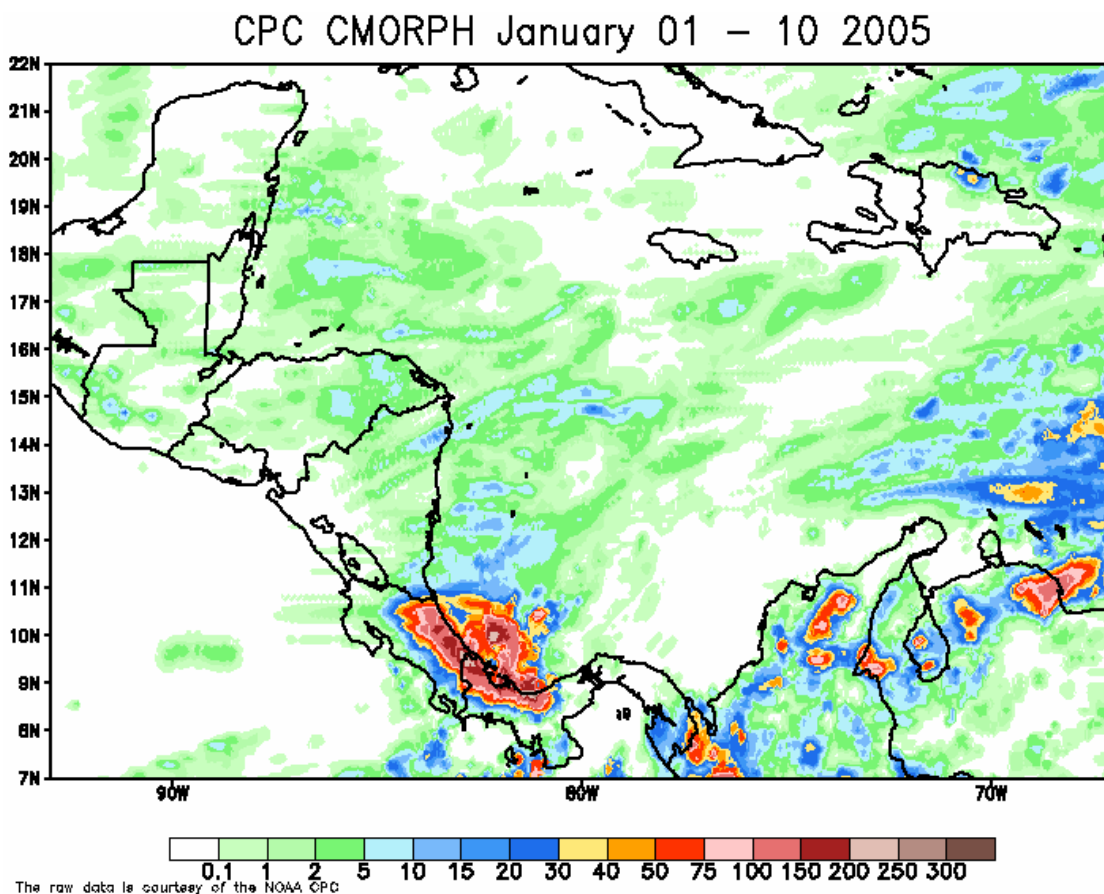 CPC CMORPH January 01 - 10 2005
22N
21N
20N
19N
18N
17N
16N
15N
14N
13N
12N
11N
10N
9N
8N
7N
90W 80W 70W
0.1 1 2 5 10 15 20 30 40 50 75 100 150 200 250 300
The raw data is courtesy of the NOAA CPC